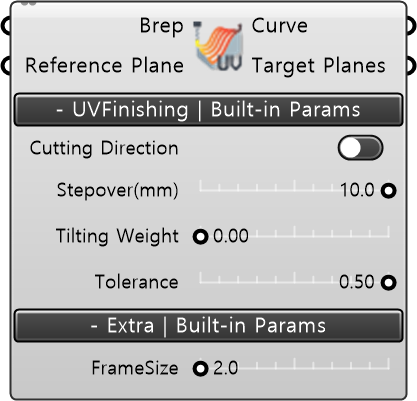 Brep Curve
Reference Plane UV Target Planes
- UVFinishing | Built-in Params
Cutting Direction
Stepover(mm) 10.0
Tilting Weight 0.00
Tolerance 0.50
- Extra | Built-in Params
FrameSize 2.0